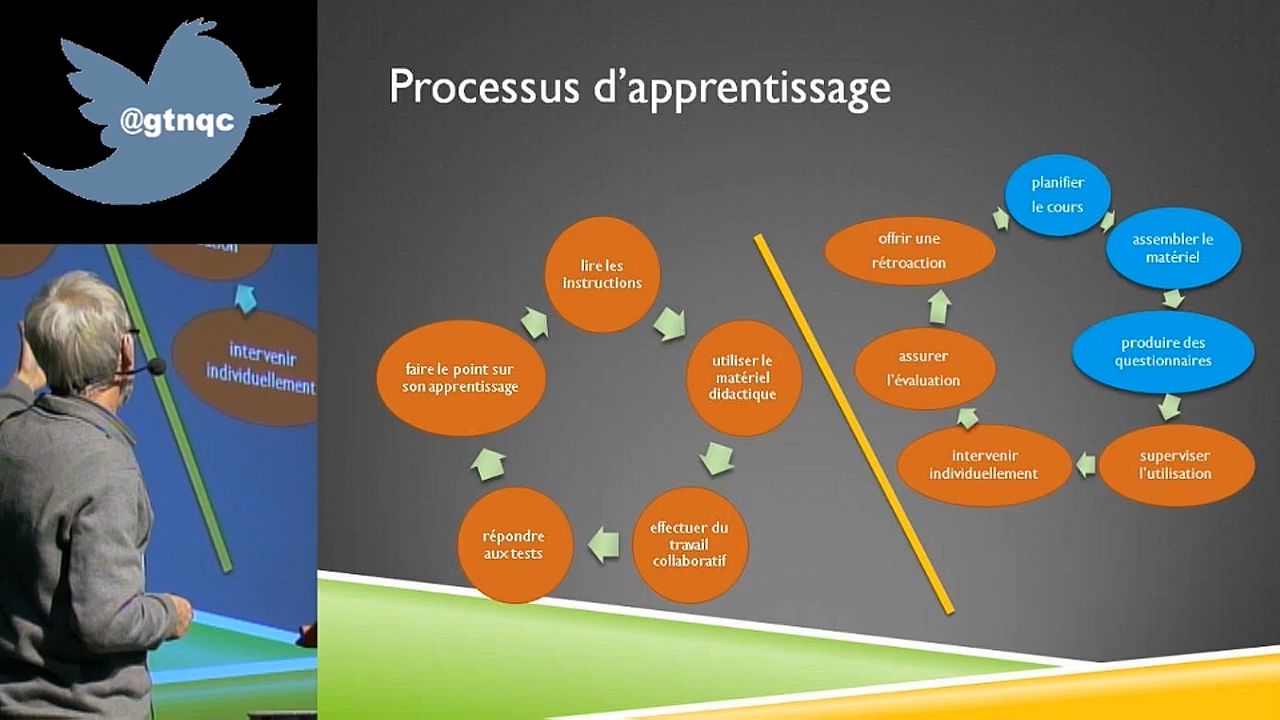 @gtnqc
Processus d'apprentissage
lire les
instructions
utiliser le
matériel
didactique
effectuer du
travail
collaboratif
répondre
aux tests
faire le point sur
son apprentissage
planifier
le cours
assembler le
matériel
produire des
questionnaires
superviser
l'utilisation
intervenir
individuellement
assurer
l'évaluation
offrir une
rétroaction
intervenir
individuellement